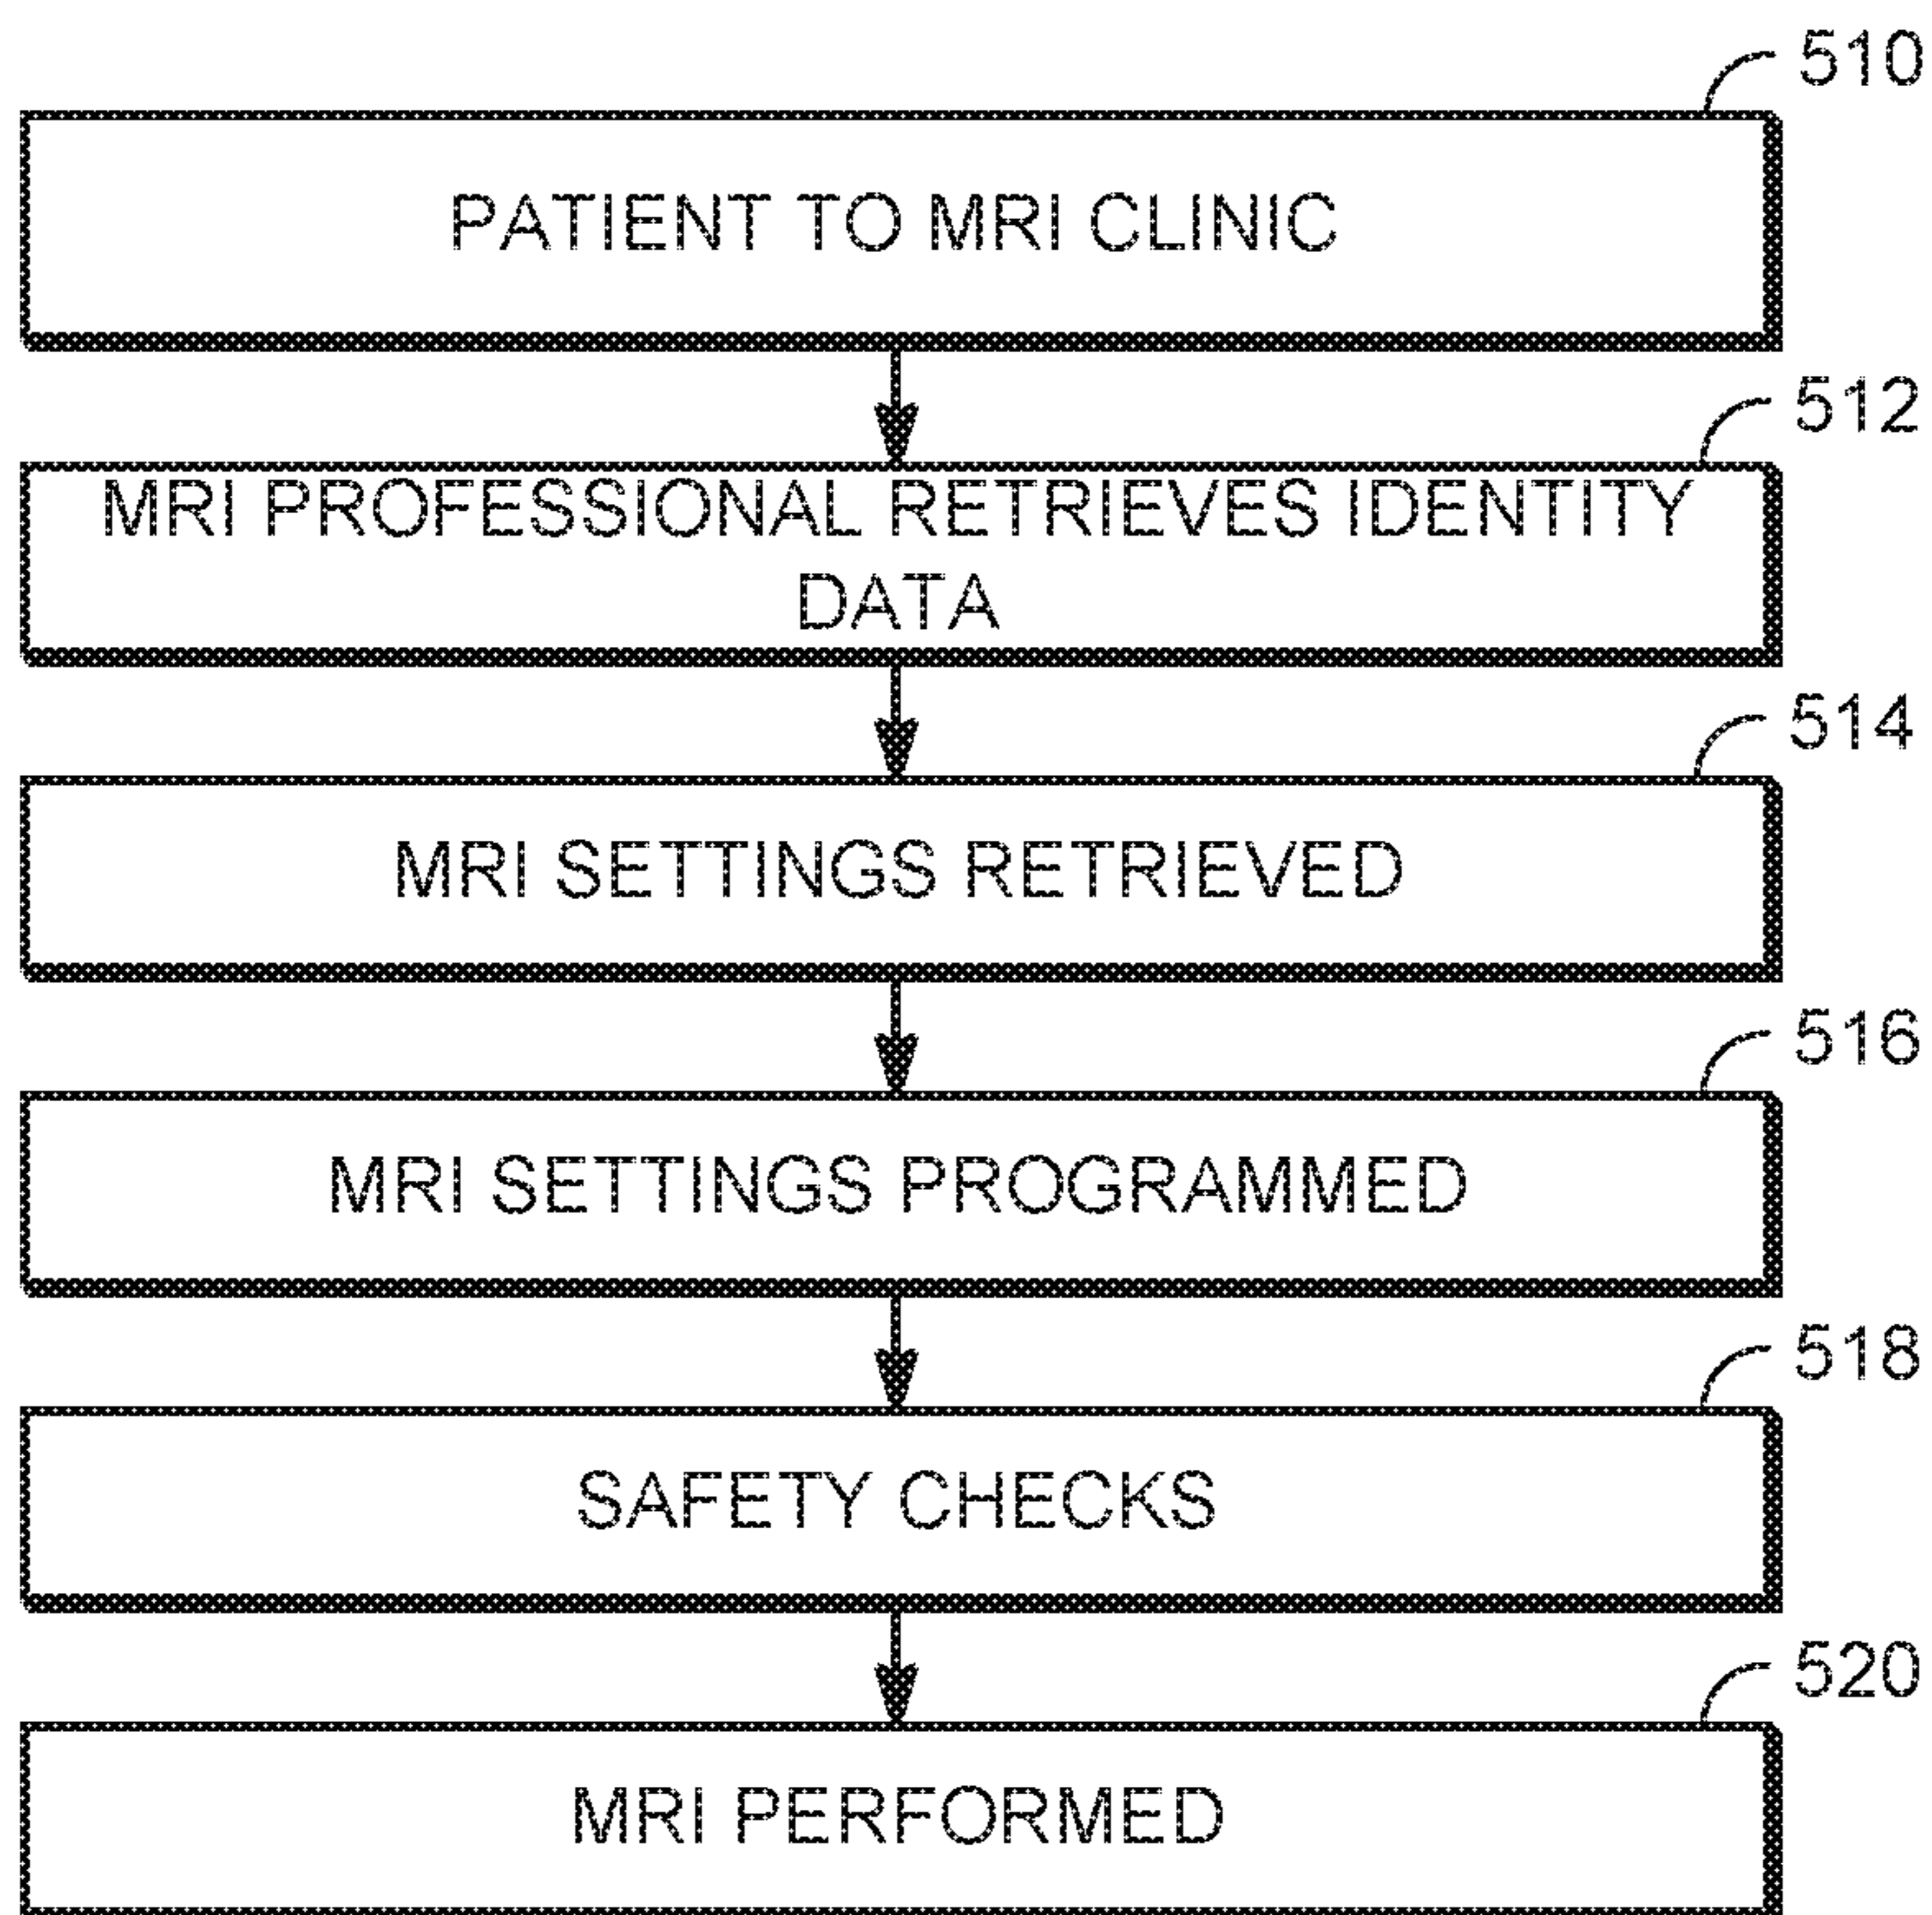 510
PATIENT TO MRI CLINIC
512
MRI PROFESSIONAL RETRIEVES IDENTITY
DATA
514
MRI SETTINGS RETRIEVED
516
MRI SETTINGS PROGRAMMED
518
SAFETY CHECKS
520
MRI PERFORMED